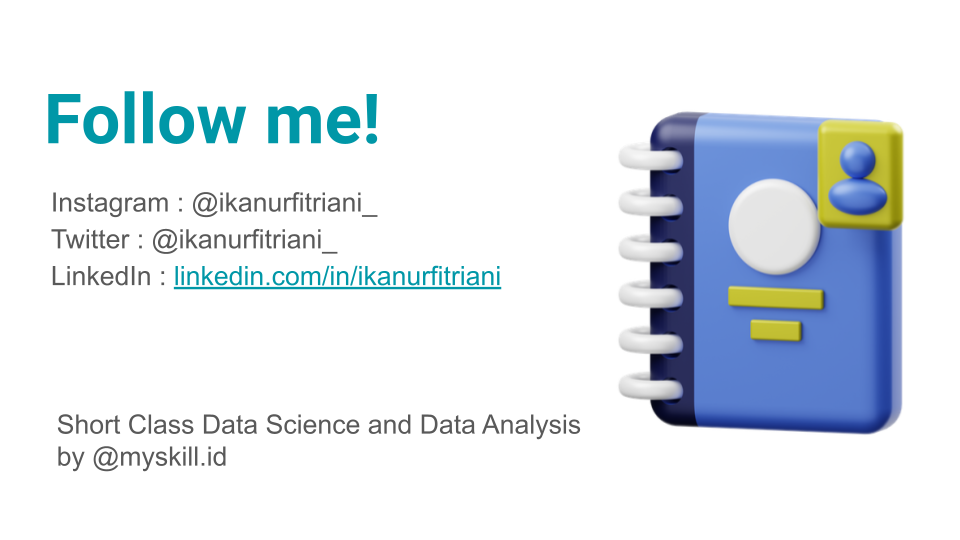 Follow me!
Instagram : @ikanurfitriani_
Twitter : @ikanurfitriani_
LinkedIn : linkedin.com/in/ikanurfitriani
Short Class Data Science and Data Analysis
by @myskill.id